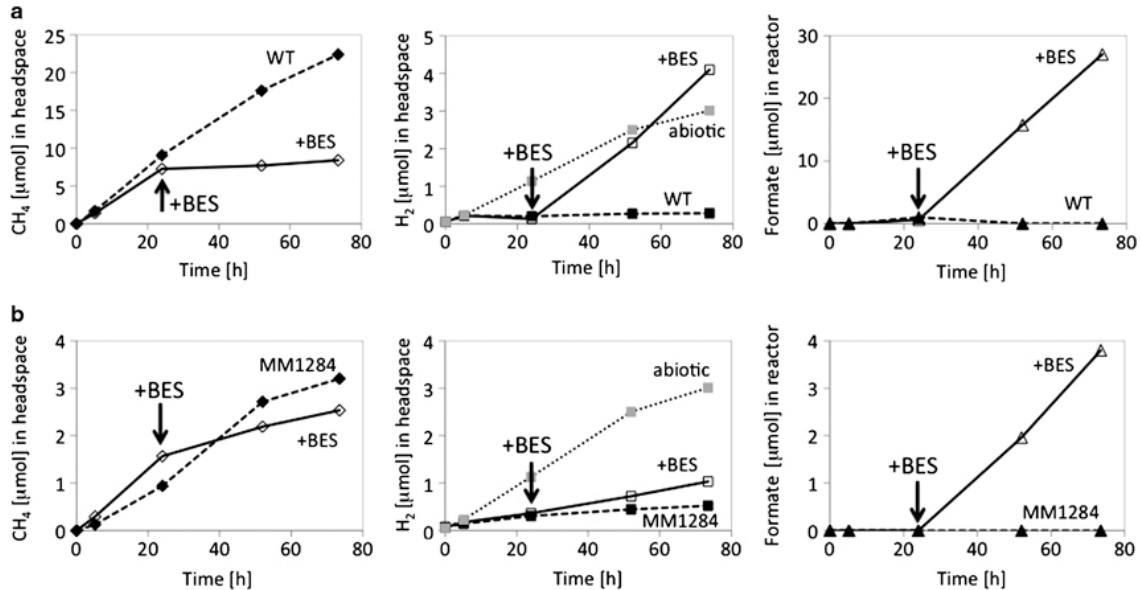 a
CH₄ [µmol] in headspace
25
20
15
10
5
0
0 20 40 60 80
Time [h]
WT
+BES
+BES
H₂ [µmol] in headspace
5
4
3
2
1
0
0 20 40 60 80
Time [h]
+BES
abiotic
+BES
WT
Formate [µmol] in reactor
30
20
10
0
0 20 40 60 80
Time [h]
+BES
+BES
WT
b
CH₄ [µmol] in headspace
4
3
2
1
0
0 20 40 60 80
Time [h]
MM1284
+BES
+BES
H₂ [µmol] in headspace
4
3
2
1
0
0 20 40 60 80
Time [h]
abiotic
+BES
+BES
MM1284
Formate [µmol] in reactor
4
3
2
1
0
0 20 40 60 80
Time [h]
+BES
+BES
MM1284